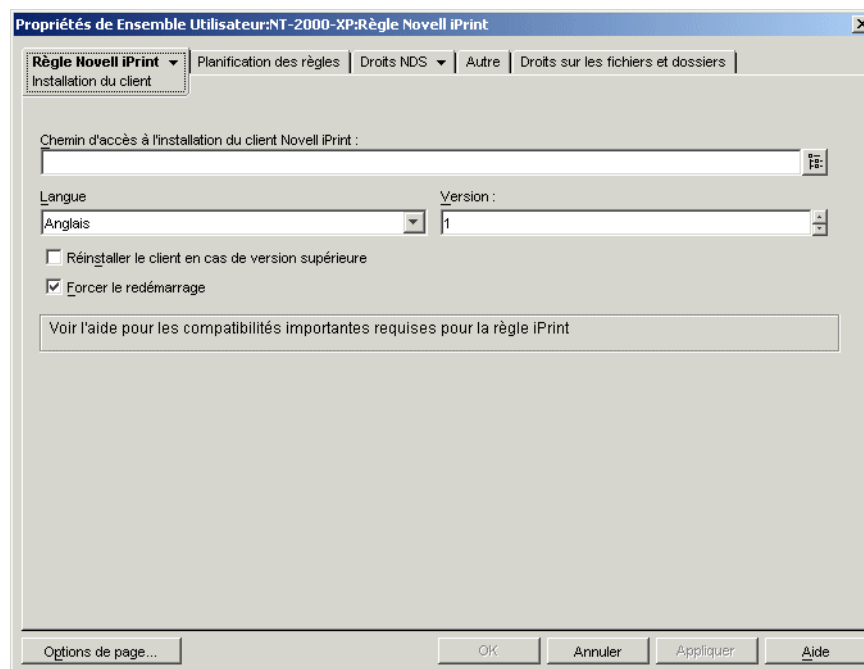 Propriétés de Ensemble Utilisateur:NT-2000-XP:Règle Novell iPrint
Règle Novell iPrint
Planification des règles
Droits NDS
Autre
Droits sur les fichiers et dossiers
Installation du client
Chemin d'accès à l'installation du client Novell iPrint :
Langue
Version :
Anglais
1
Réinstaller le client en cas de version supérieure
Forcer le redémarrage
Voir l'aide pour les compatibilités importantes requises pour la règle iPrint
Options de page...
OK
Annuler
Appliquer
Aide